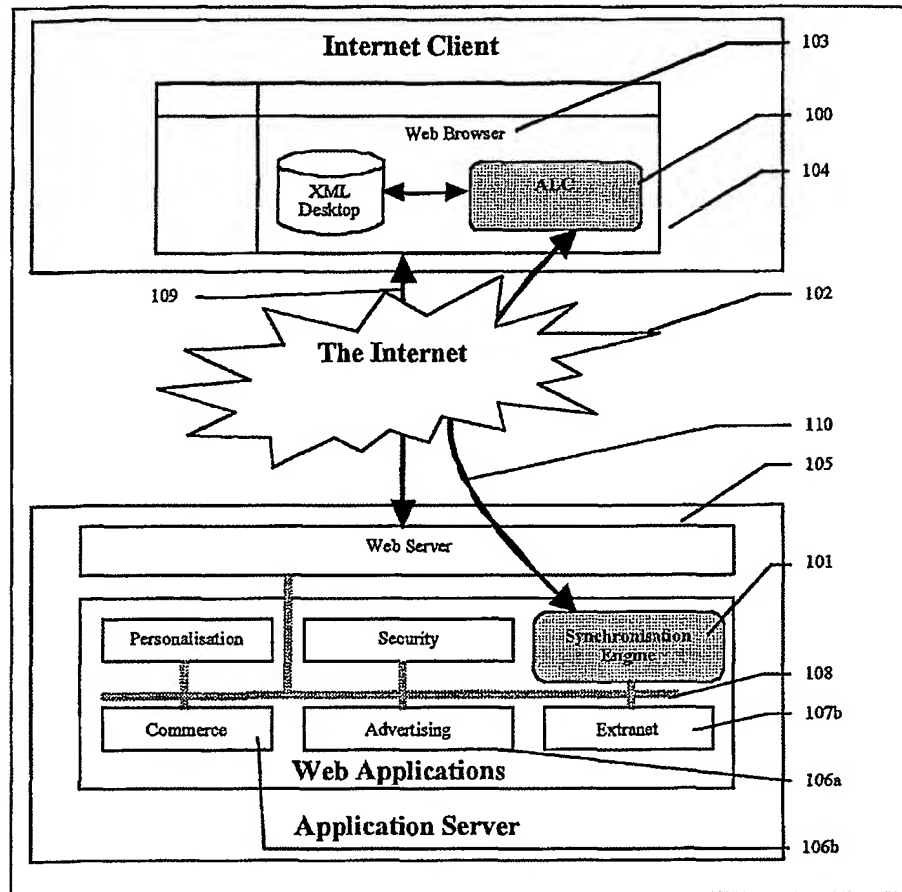 Internet Client
103
100
Web Browser
ALC
104
XML
Desktop
109
102
The Internet
110
105
Web Server
101
Personalisation
Security
Synchronisation
Engine
108
107b
Commerce
Advertising
Extranet
106a
Web Applications
Application Server
106b